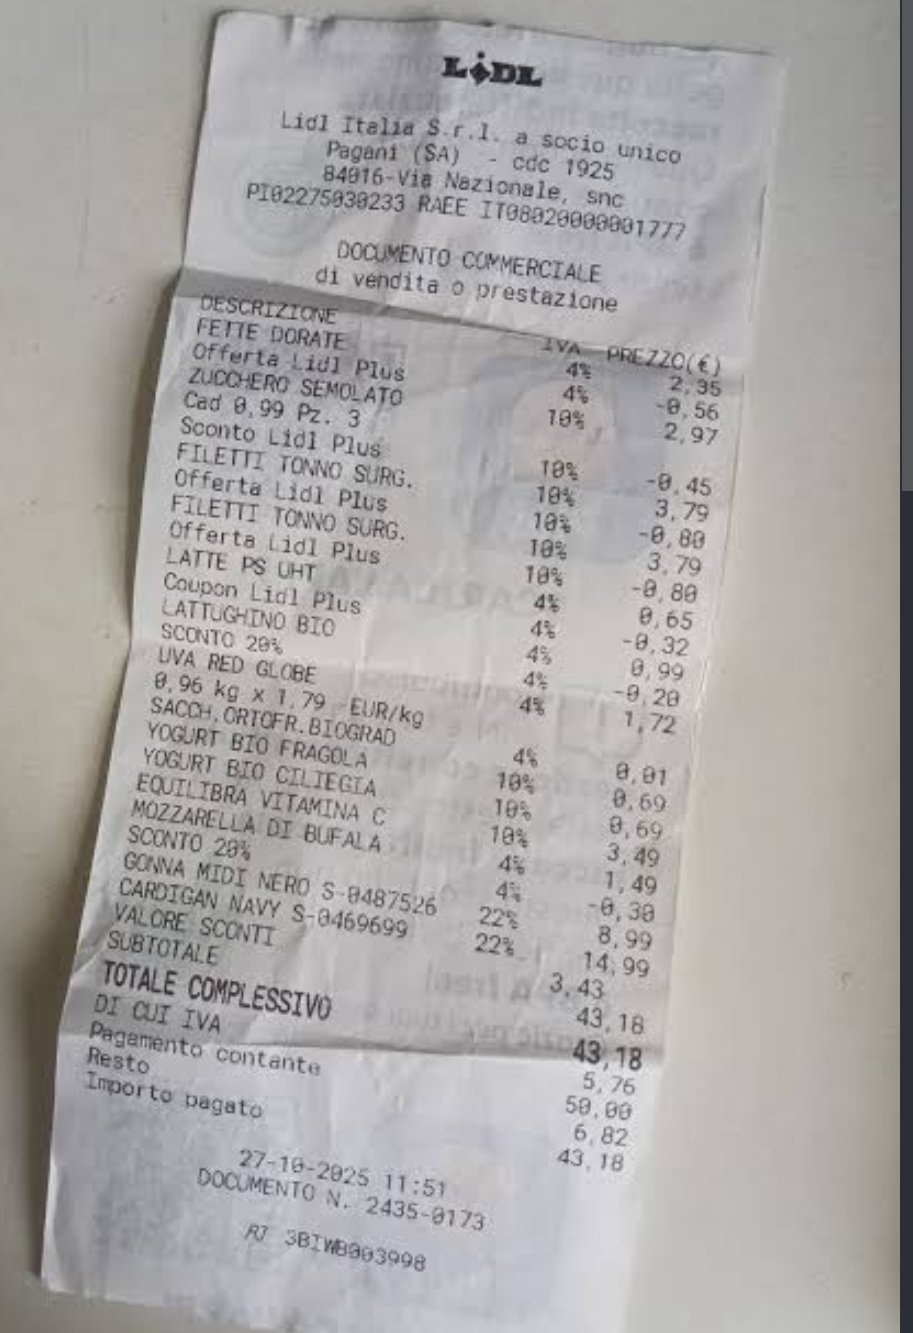 LIDL
Lidl Italia S.r.l. a socio unico
Pagani (SA) - cdc 1925
84016-Via Nazionale, snc
PI02275030233 RAEE IT08020000001777
DOCUMENTO COMMERCIALE
di vendita o prestazione
DESCRIZIONE IVA PREZZO(€)
FETTE DORATE 4% 2,35
Offerta Lidl Plus 4% -0,56
ZUCCHERO SEMOLATO 10% 2,97
Cad 0,99 Pz. 3
Sconto Lidl Plus 10% -0,45
FILETTI TONNO SURG. 10% 3,79
Offerta Lidl Plus 10% -0,80
FILETTI TONNO SURG. 10% 3,79
Offerta Lidl Plus 10% -0,80
LATTE PS UHT 4% 0,65
Coupon Lidl Plus 4% -0,32
LATTUGHINO BIO 4% 0,99
SCONTO 20% 4% -0,20
UVA RED GLOBE 4% 1,72
0,96 kg x 1,79 EUR/kg
SACCH.ORTOFR.BIOGRAD 4% 0,01
YOGURT BIO FRAGOLA 10% 0,69
YOGURT BIO CILIEGIA 10% 0,69
EQUILIBRA VITAMINA C 10% 3,49
MOZZARELLA DI BUFALA 4% 1,49
SCONTO 20% 4% -0,30
GONNA MIDI NERO S-0487526 22% 8,99
CARDIGAN NAVY S-0469699 22% 14,99
VALORE SCONTI 3,43
SUBTOTALE 43,18
TOTALE COMPLESSIVO 43,18
DI CUI IVA 5,76
Pagamento contante 50,00
Resto 6,82
Importo pagato 43,18
27-10-2025 11:51
DOCUMENTO N. 2435-0173
RT 3BIWB003998